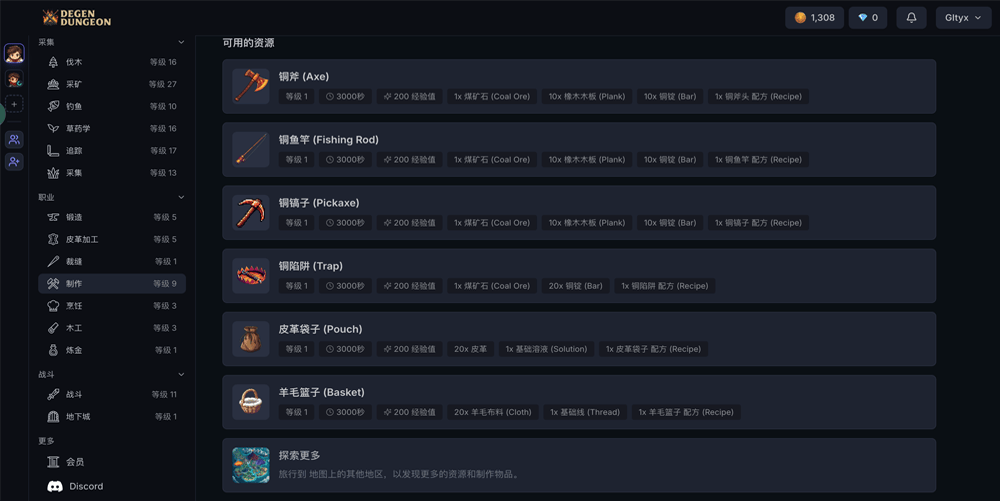 DEGEN
DUNGEON
1,308
0
Gltyx
采集
伐木 等级 16
采矿 等级 27
钓鱼 等级 10
草药学 等级 16
追踪 等级 17
采集 等级 13
职业
锻造 等级 5
皮革加工 等级 5
裁缝 等级 1
制作 等级 9
烹饪 等级 3
木工 等级 3
炼金 等级 1
战斗
战斗 等级 11
地下城 等级 1
更多
会员
Discord
可用的资源
铜斧 (Axe)
等级 1 3000秒 200 经验值 1x 煤矿石 (Coal Ore) 10x 橡木木板 (Plank) 10x 铜锭 (Bar) 1x 铜斧头 配方 (Recipe)
铜鱼竿 (Fishing Rod)
等级 1 3000秒 200 经验值 1x 煤矿石 (Coal Ore) 10x 橡木木板 (Plank) 10x 铜锭 (Bar) 1x 铜鱼竿 配方 (Recipe)
铜镐子 (Pickaxe)
等级 1 3000秒 200 经验值 1x 煤矿石 (Coal Ore) 10x 橡木木板 (Plank) 10x 铜锭 (Bar) 1x 铜镐子 配方 (Recipe)
铜陷阱 (Trap)
等级 1 3000秒 200 经验值 1x 煤矿石 (Coal Ore) 20x 铜锭 (Bar) 1x 铜陷阱 配方 (Recipe)
皮革袋子 (Pouch)
等级 1 3000秒 200 经验值 20x 皮革 1x 基础溶液 (Solution) 1x 皮革袋子 配方 (Recipe)
羊毛篮子 (Basket)
等级 1 3000秒 200 经验值 20x 羊毛布料 (Cloth) 1x 基础线 (Thread) 1x 羊毛篮子 配方 (Recipe)
探索更多
旅行到 地图上的其他地区，以发现更多的资源和制作物品。